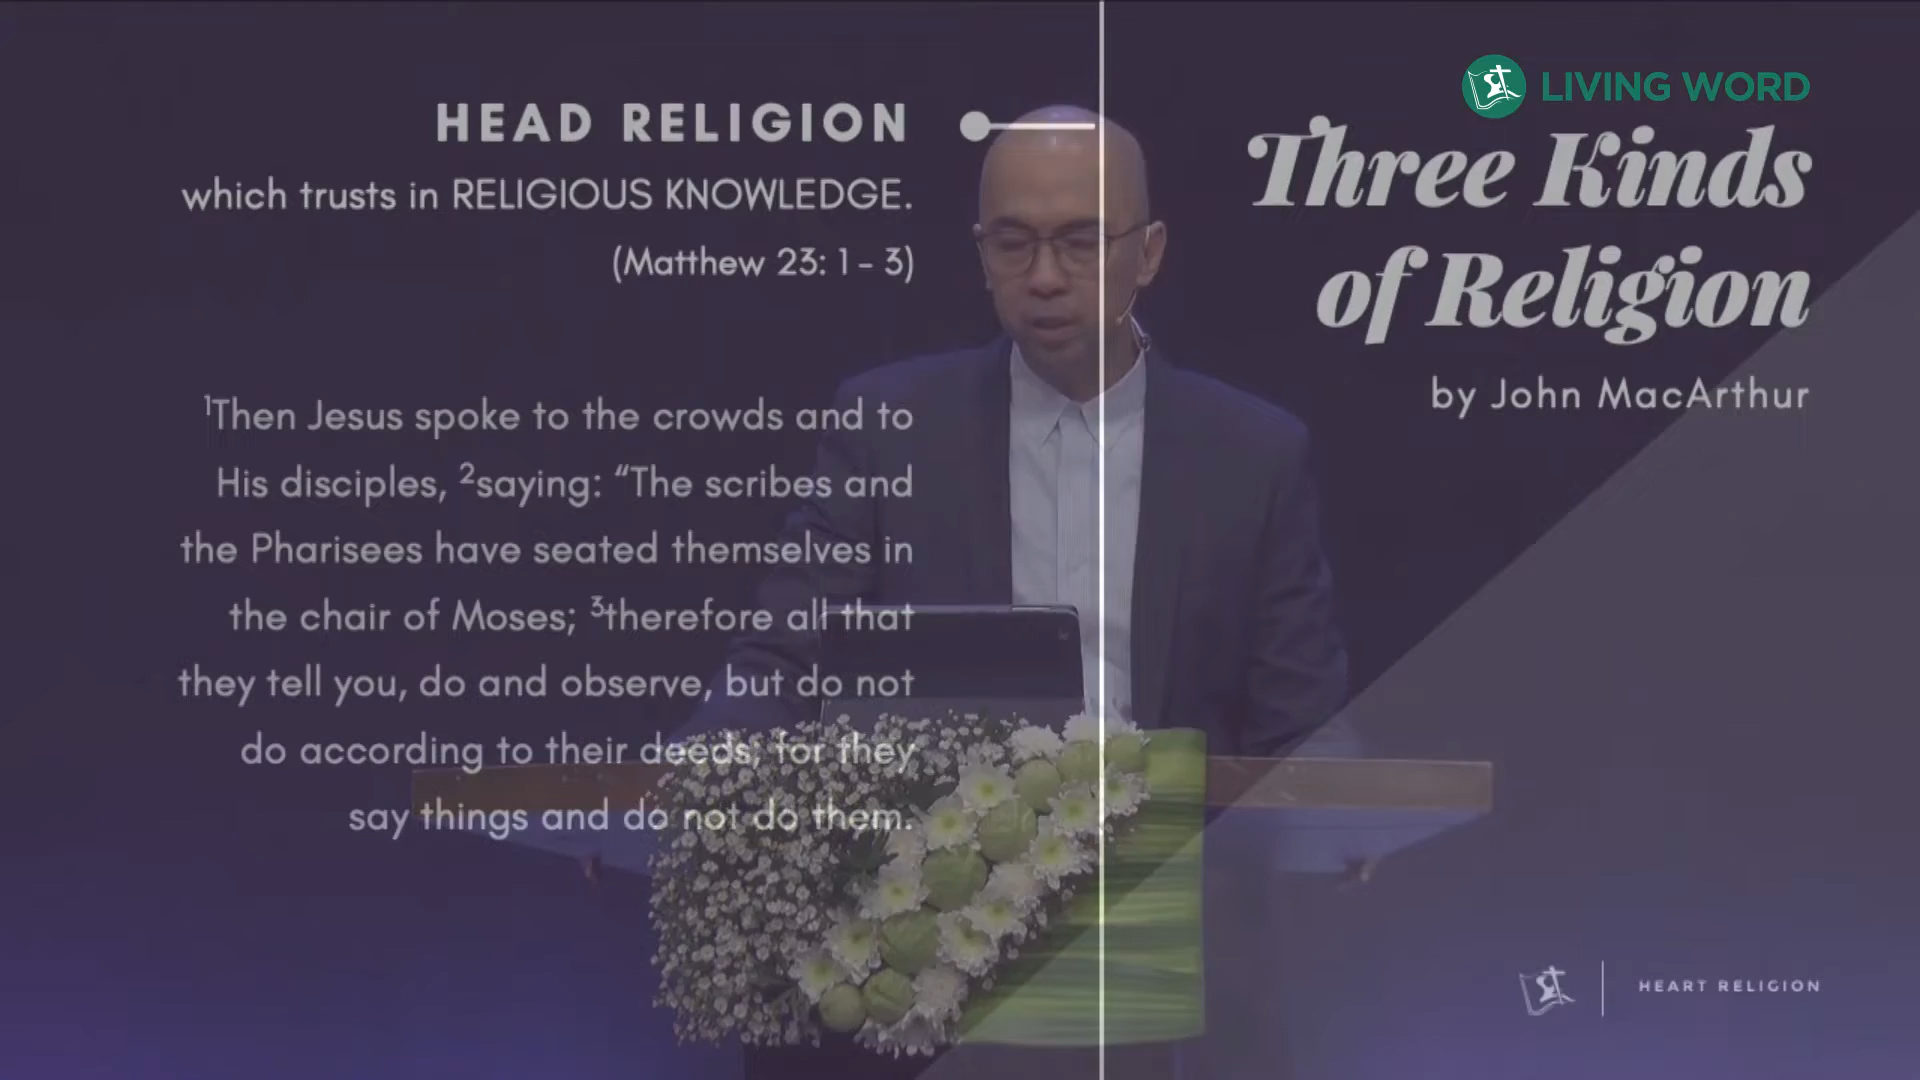 LIVING WORD
HEAD RELIGION
which trusts in RELIGIOUS KNOWLEDGE.
(Matthew 23: 1 - 3)
1Then Jesus spoke to the crowds and to
His disciples, 2saying: “The scribes and
the Pharisees have seated themselves in
the chair of Moses; 3therefore all that
they tell you, do and observe, but do not
do according to their deeds; for they
say things and do not do them.
Three Kinds
of Religion
by John MacArthur
HEART RELIGION